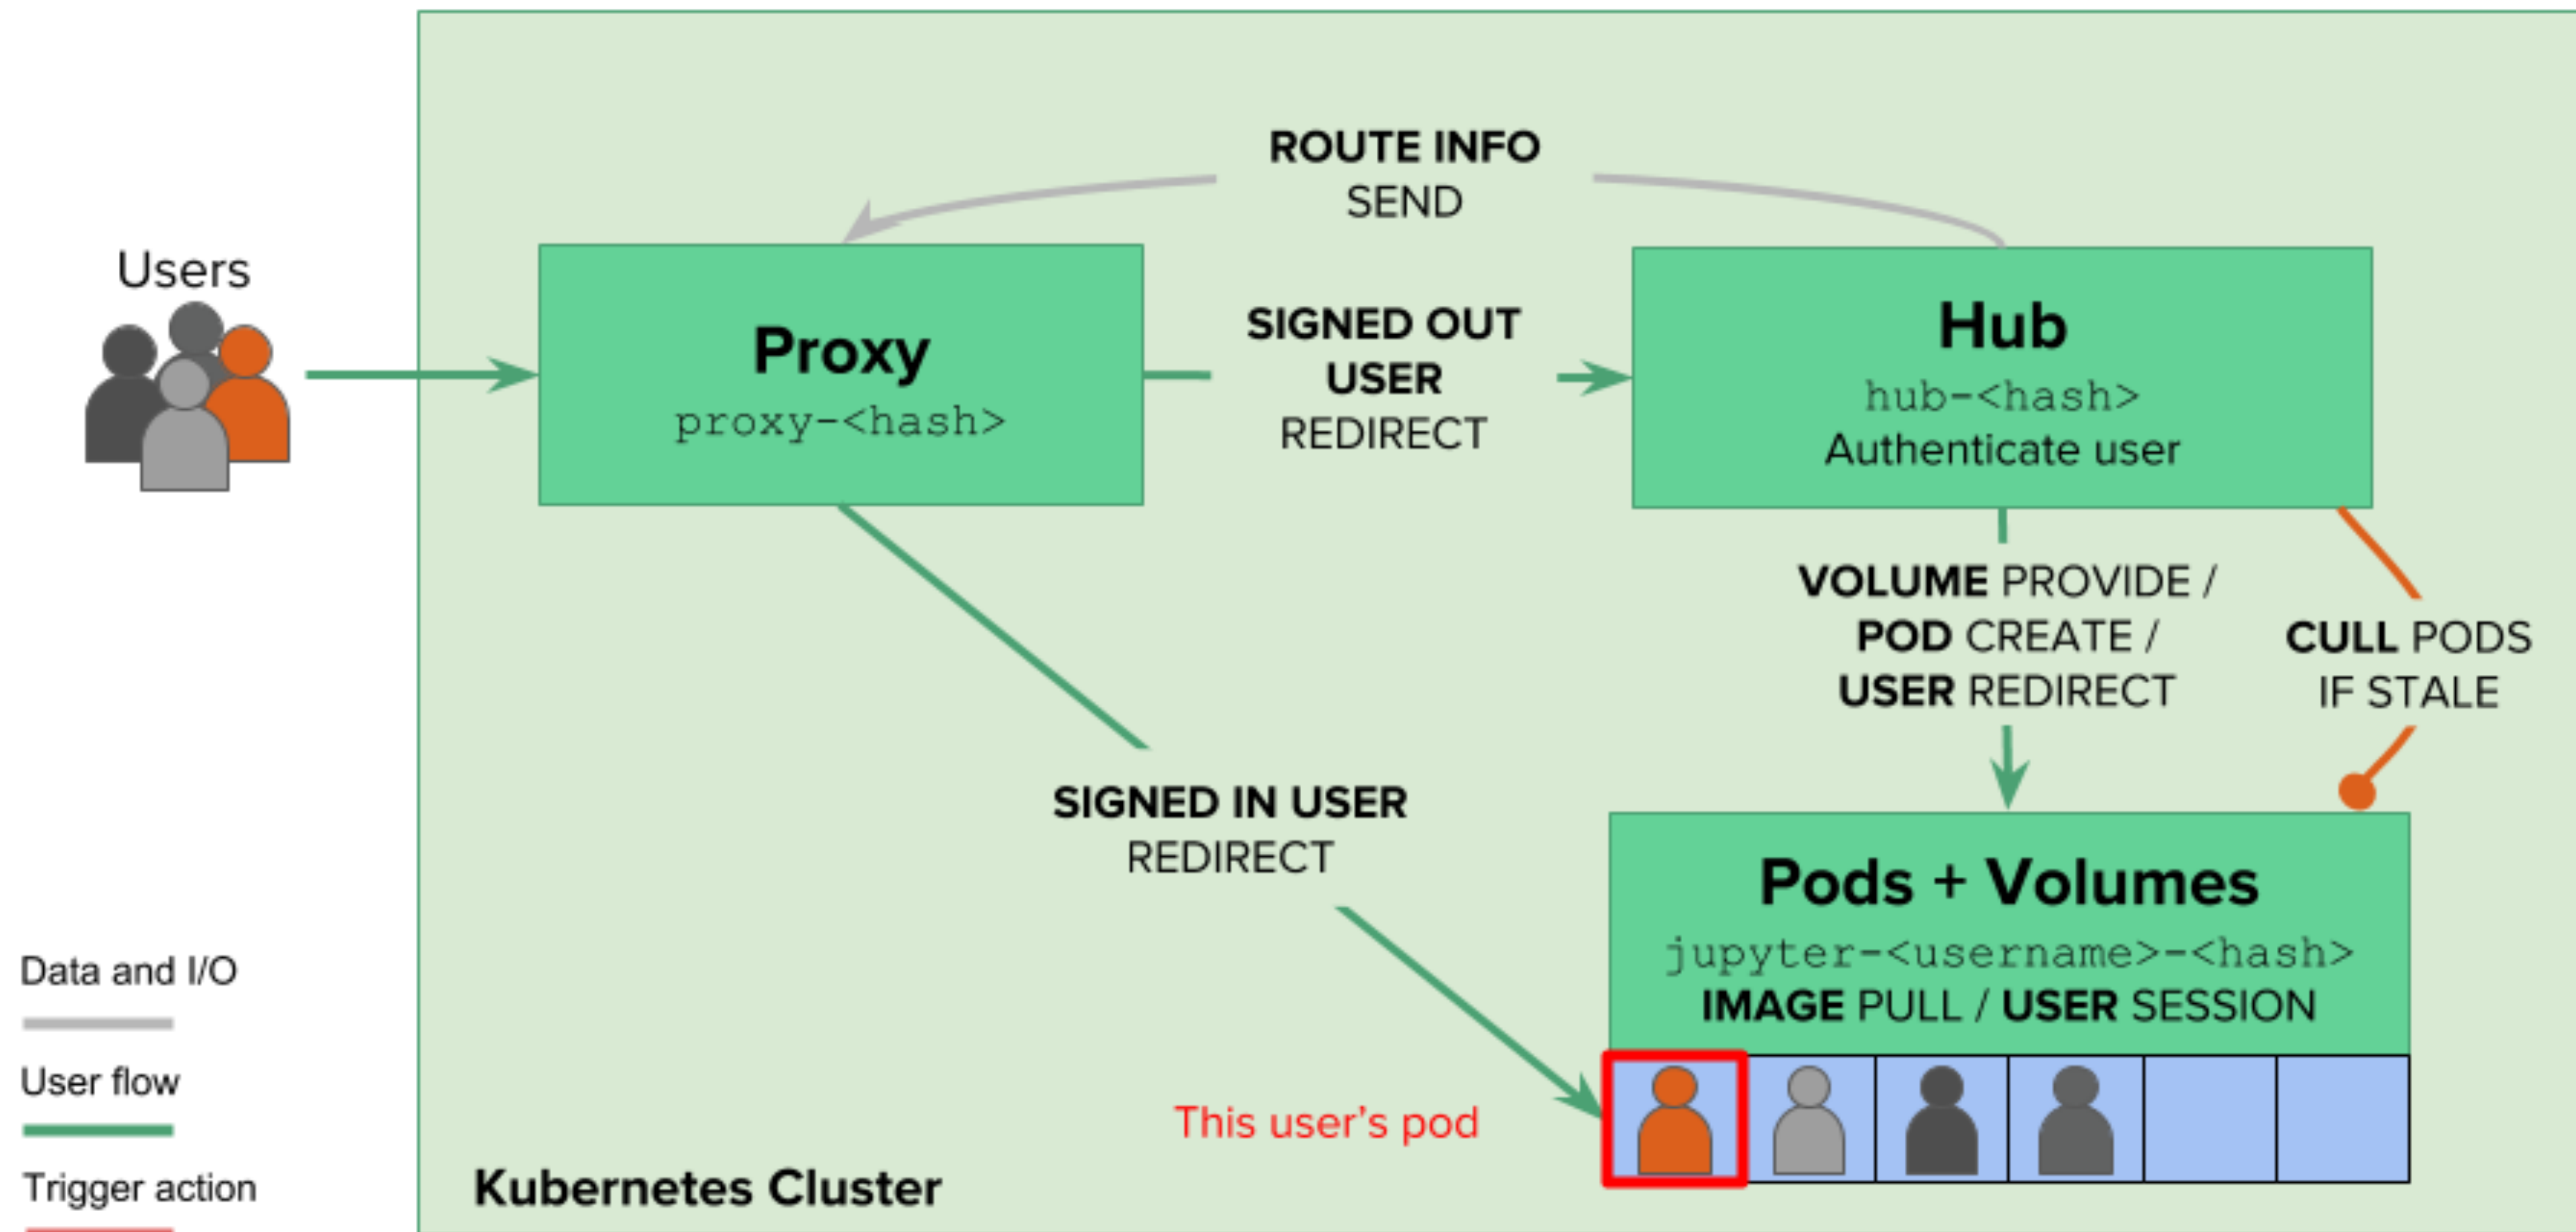 ROUTE INFO
SEND
Users
Proxy
proxy-<hash>
SIGNED OUT
USER
REDIRECT
Hub
hub-<hash>
Authenticate user
VOLUME PROVIDE /
POD CREATE /
USER REDIRECT
CULL PODS
IF STALE
SIGNED IN USER
REDIRECT
Pods + Volumes
jupyter-<username>-<hash>
IMAGE PULL / USER SESSION
This user's pod
Kubernetes Cluster
Data and I/O
User flow
Trigger action